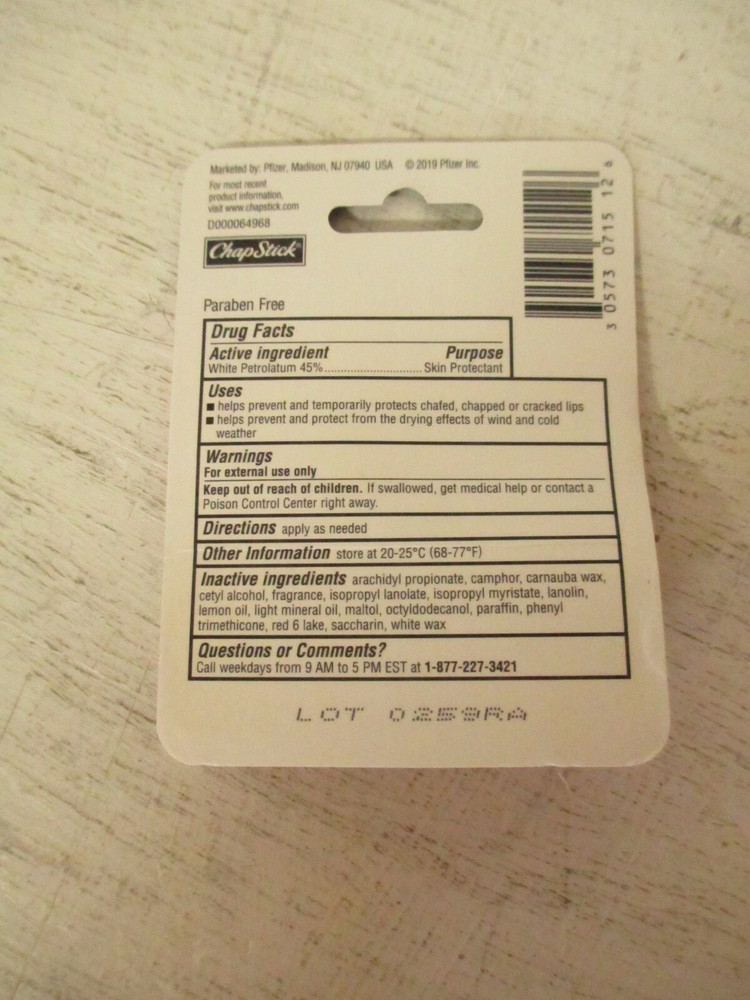 Marketed by: Pfizer, Madison, NJ 07940 USA © 2019 Pfizer Inc.
For most recent
product information,
visit www.chapstick.com
D000064968
ChapStick®
3 0573 0715 12 6
Paraben Free
Drug Facts
Active ingredient Purpose
White Petrolatum 45%.............................Skin Protectant
Uses
■ helps prevent and temporarily protects chafed, chapped or cracked lips
■ helps prevent and protect from the drying effects of wind and cold
weather
Warnings
For external use only
Keep out of reach of children. If swallowed, get medical help or contact a
Poison Control Center right away.
Directions apply as needed
Other Information store at 20-25°C (68-77°F)
Inactive ingredients arachidyl propionate, camphor, carnauba wax,
cetyl alcohol, fragrance, isopropyl lanolate, isopropyl myristate, lanolin,
lemon oil, light mineral oil, maltol, octyldodecanol, paraffin, phenyl
trimethicone, red 6 lake, saccharin, white wax
Questions or Comments?
Call weekdays from 9 AM to 5 PM EST at 1-877-227-3421
LOT 0259RA